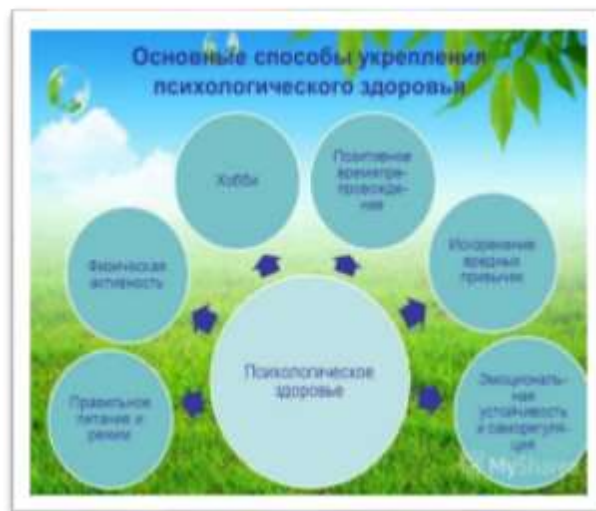 Основные способы укрепления
психологического здоровья
Хобби
Позитивное
времяпре-
провожде-
ние
Физическая
активность
Искоренение
вредных
привычек
Психологическое
здоровье
Правильное
питание и
режим
Эмоциональ-
ная
устойчивость
и саморегуля-
ция
MyShared